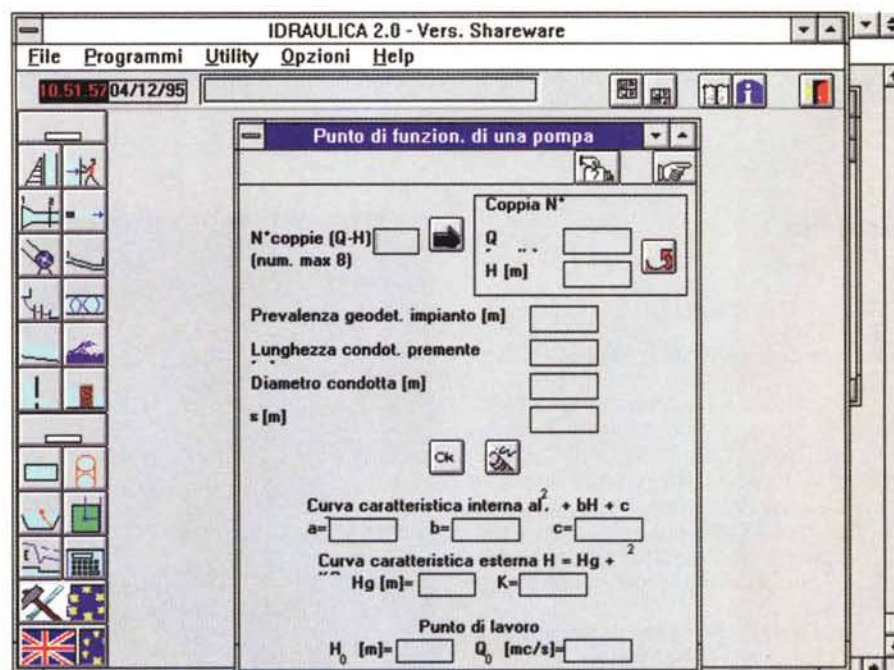 IDRAULICA 2.0 - Vers. Shareware
File Programmi Utility Opzioni Help
10.51.57 04/12/95
Punto di funzion. di una pompa
Coppia N°
N°coppie (Q-H)
(num. max 8)
Q
H [m]
Prevalenza geodet. impianto [m]
Lunghezza condot. premente
Diametro condotta [m]
ε [m]
Ok
Curva caratteristica interna + bH + c
a= b= c=
Curva caratteristica esterna H = Hg + 2
Hg [m]= K=
Punto di lavoro
H0 [m]= Q0 [mc/s]=